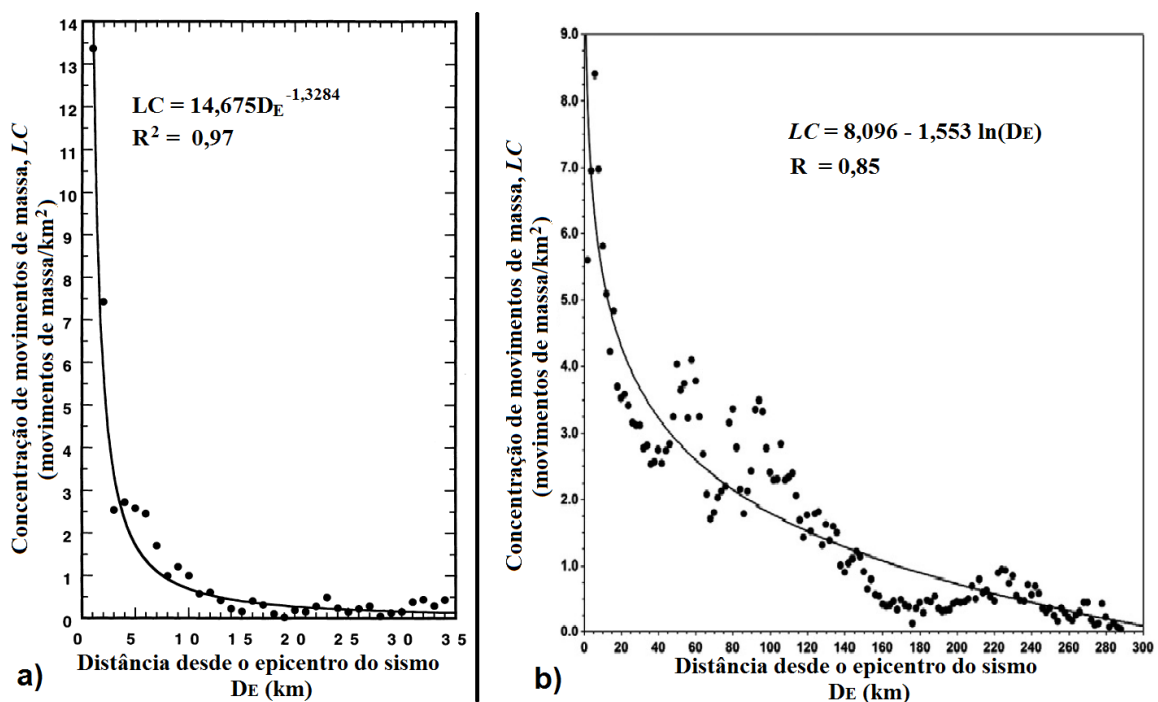 Concentração de movimentos de massa, LC
(movimentos de massa/km²)
14
13
12
11
10
9
8
7
6
5
4
3
2
1
0
LC = 14,675DE^-1,3284
R² = 0,97
0 5 10 15 20 25 30 35
Distância desde o epicentro do sismo
DE (km)
a)
Concentração de movimentos de massa, LC
(movimentos de massa/km²)
9.0
8.0
7.0
6.0
5.0
4.0
3.0
2.0
1.0
0.0
LC = 8,096 - 1,553 ln(DE)
R = 0,85
0 20 40 60 80 100 120 140 160 180 200 220 240 260 280 300
Distância desde o epicentro do sismo
DE (km)
b)